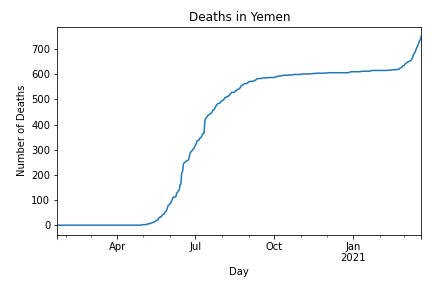 Deaths in Yemen
Number of Deaths
700
600
500
400
300
200
100
0
Apr
Jul
Oct
Jan
2021
Day